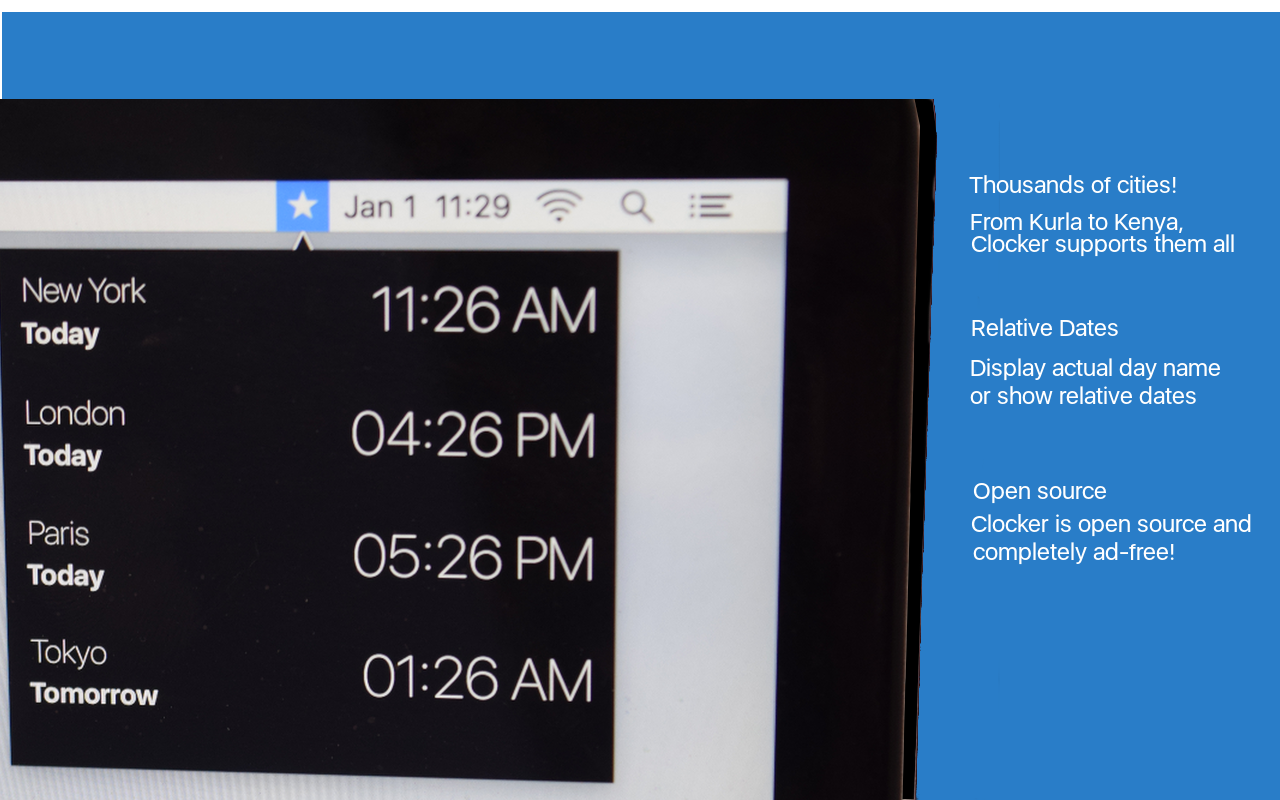 Jan 1 11:29
New York 11:26 AM
Today
London 04:26 PM
Today
Paris 05:26 PM
Today
Tokyo 01:26 AM
Tomorrow
Thousands of cities!
From Kurla to Kenya,
Clocker supports them all
Relative Dates
Display actual day name
or show relative dates
Open source
Clocker is open source and
completely ad-free!